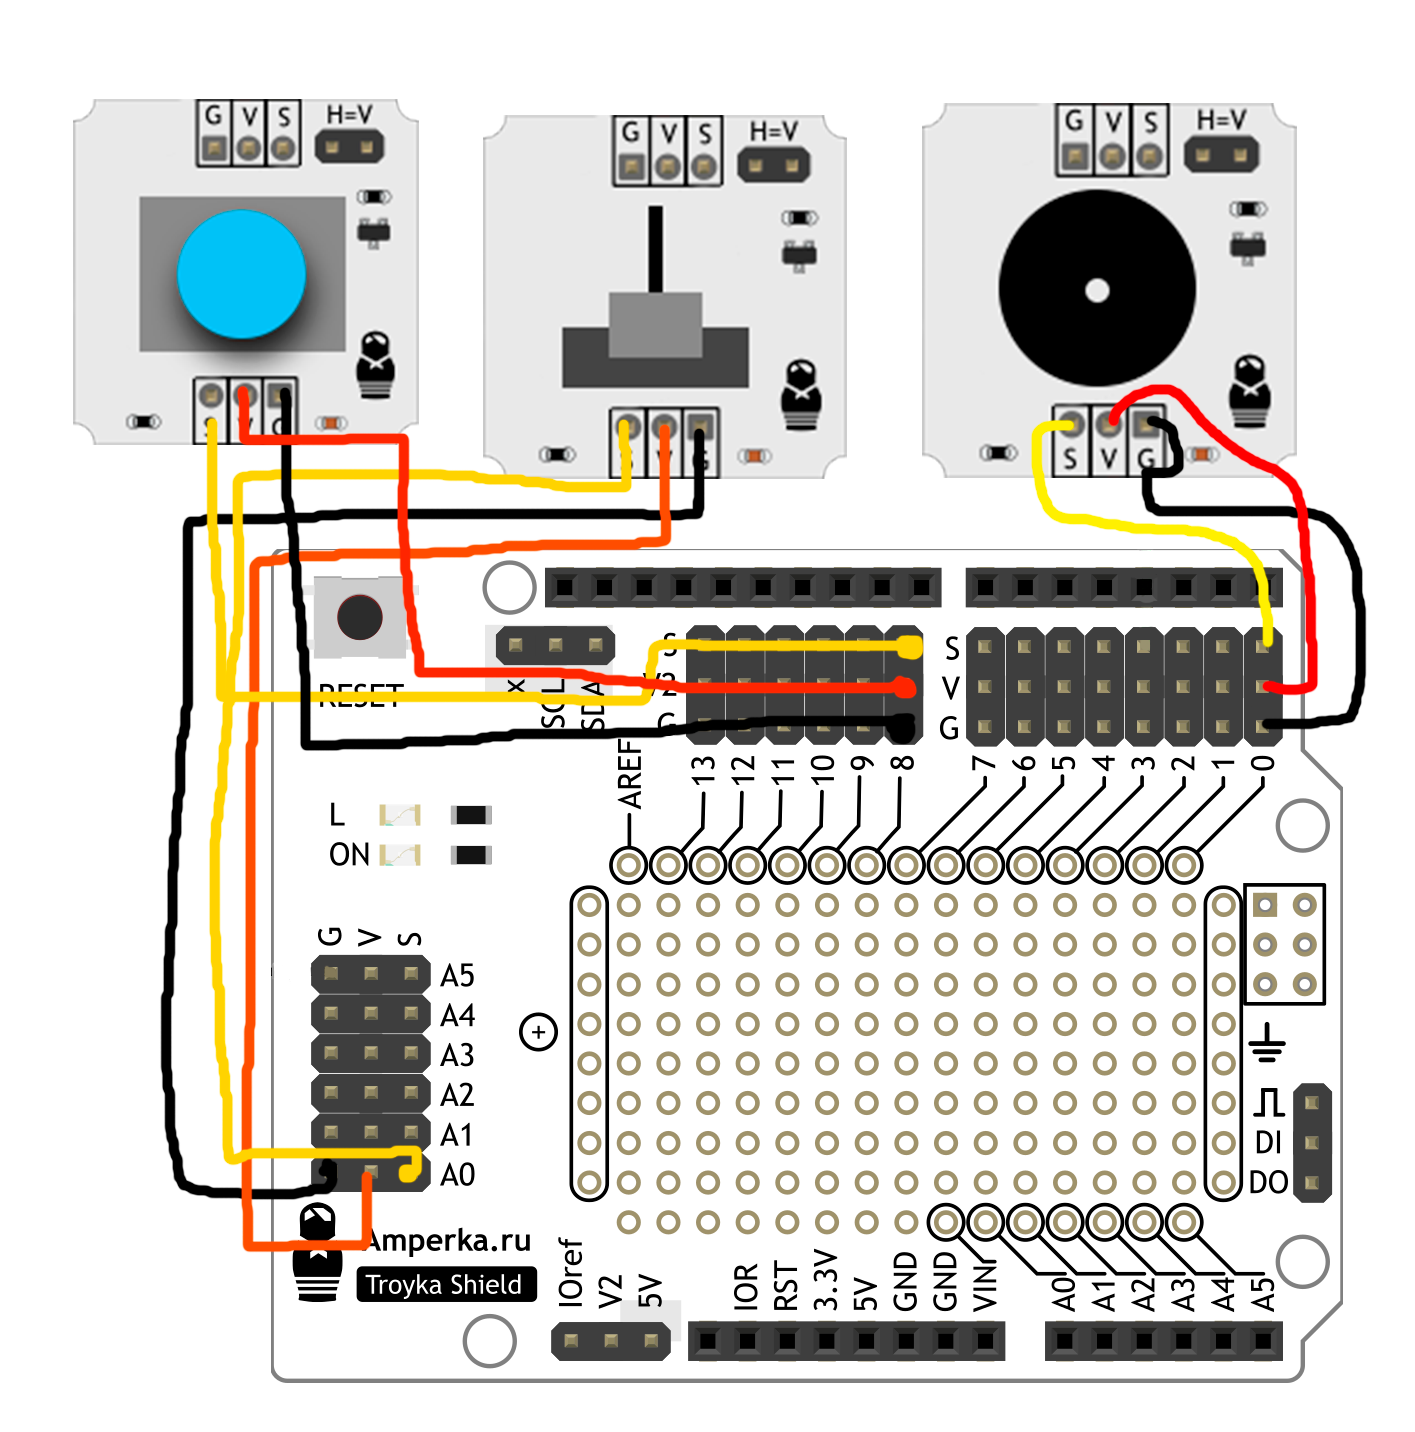 G V S H=V
G V S H=V
G V S H=V
S V G
S V G
S V G
RESET
SCL
SDA
S
V2
G
S
V
G
AREF 13 12 11 10 9 8 7 6 5 4 3 2 1 0
L
ON
G V S
A5
A4
A3
A2
A1
A0
+
DI
DO
Amperka.ru
Troyka Shield
IOref V2 5V IOR RST 3.3V 5V GND GND VIN A0 A1 A2 A3 A4 A5